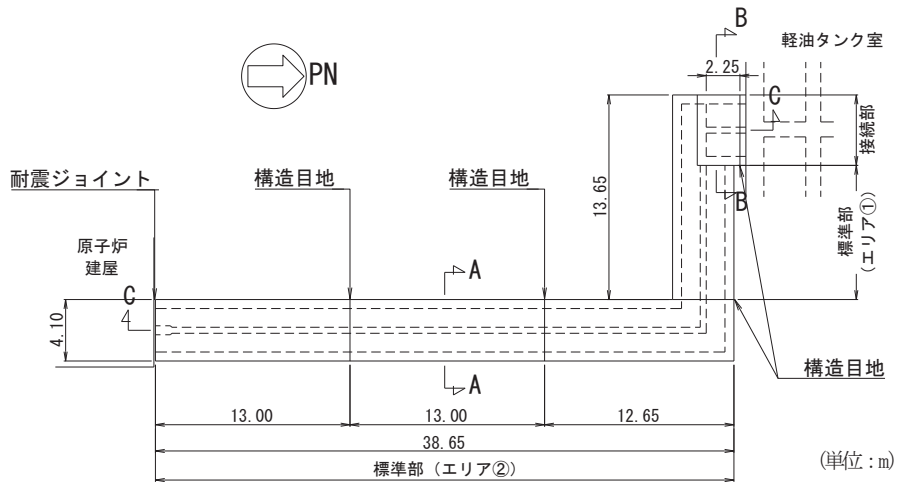 B
軽油タンク室
2.25
PN
C
接続部
耐震ジョイント
構造目地
構造目地
13.65
B
標準部
(エリア①)
原子炉
建屋
A
C
4.10
A
構造目地
13.00
13.00
12.65
38.65
標準部（エリア②）
(単位：m)